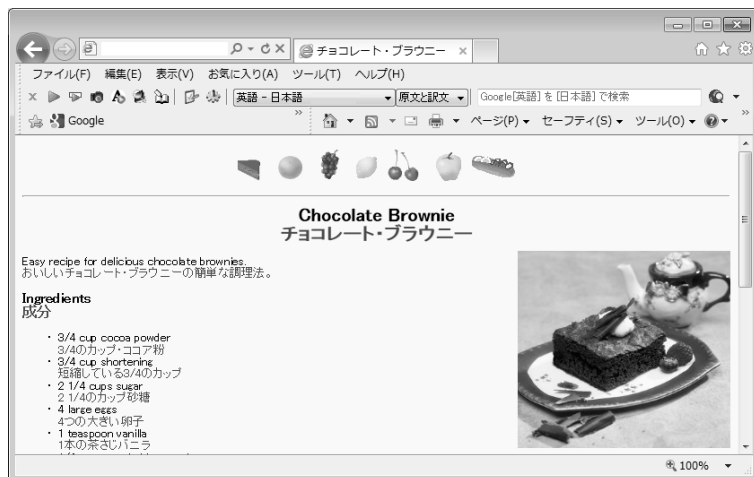 チョコレート・ブラウニー ×
ファイル(F) 編集(E) 表示(V) お気に入り(A) ツール(T) ヘルプ(H)
英語 - 日本語 原文と訳文 Google[英語] を [日本語] で検索
Google ページ(P) セーフティ(S) ツール(O)
Chocolate Brownie
チョコレート・ブラウニー
Easy recipe for delicious chocolate brownies.
おいしいチョコレート・ブラウニーの簡単な調理法。
Ingredients
成分
・ 3/4 cup cocoa powder
3/4のカップ・ココア粉
・ 3/4 cup shortening
短縮している3/4のカップ
・ 2 1/4 cups sugar
2 1/4のカップ砂糖
・ 4 large eggs
4つの大きい卵子
・ 1 teaspoon vanilla
1本の茶さじバニラ
100%